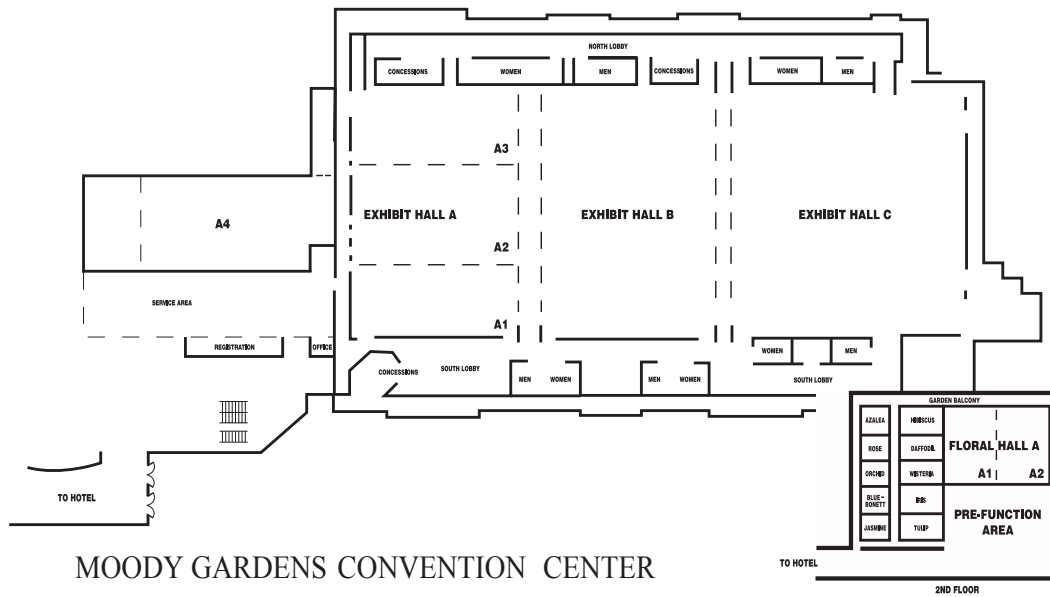 NORTH LOBBY
CONCESSIONS
WOMEN
MEN
CONCESSIONS
WOMEN
MEN
A3
A4
EXHIBIT HALL A
EXHIBIT HALL B
EXHIBIT HALL C
A2
SERVICE AREA
A1
REGISTRATION
OFFICE
CONCESSIONS
SOUTH LOBBY
MEN
WOMEN
MEN
WOMEN
WOMEN
MEN
SOUTH LOBBY
GARDEN BALCONY
AZALEA
HIBISCUS
ROSE
DAFFODIL
FLORAL HALL A
ORCHID
WISTERIA
A1
A2
BLUE-
BONETT
IRIS
PRE-FUNCTION
AREA
JASMINE
TULIP
TO HOTEL
TO HOTEL
2ND FLOOR
MOODY GARDENS CONVENTION CENTER